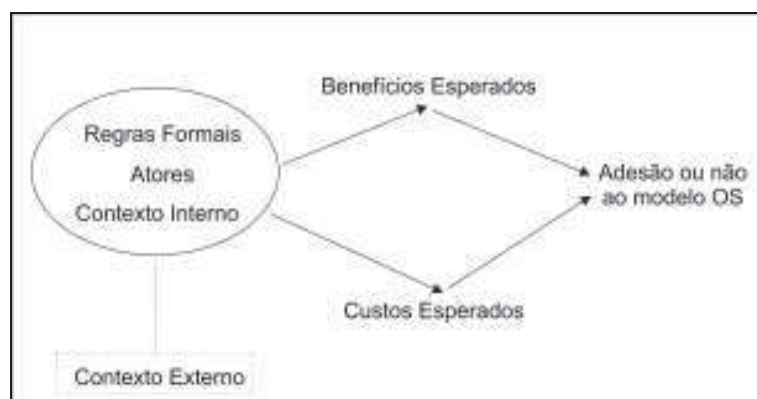 Benefícios Esperados
Regras Formais
Atores
Contexto Interno
Adesão ou não
ao modelo OS
Custos Esperados
Contexto Externo